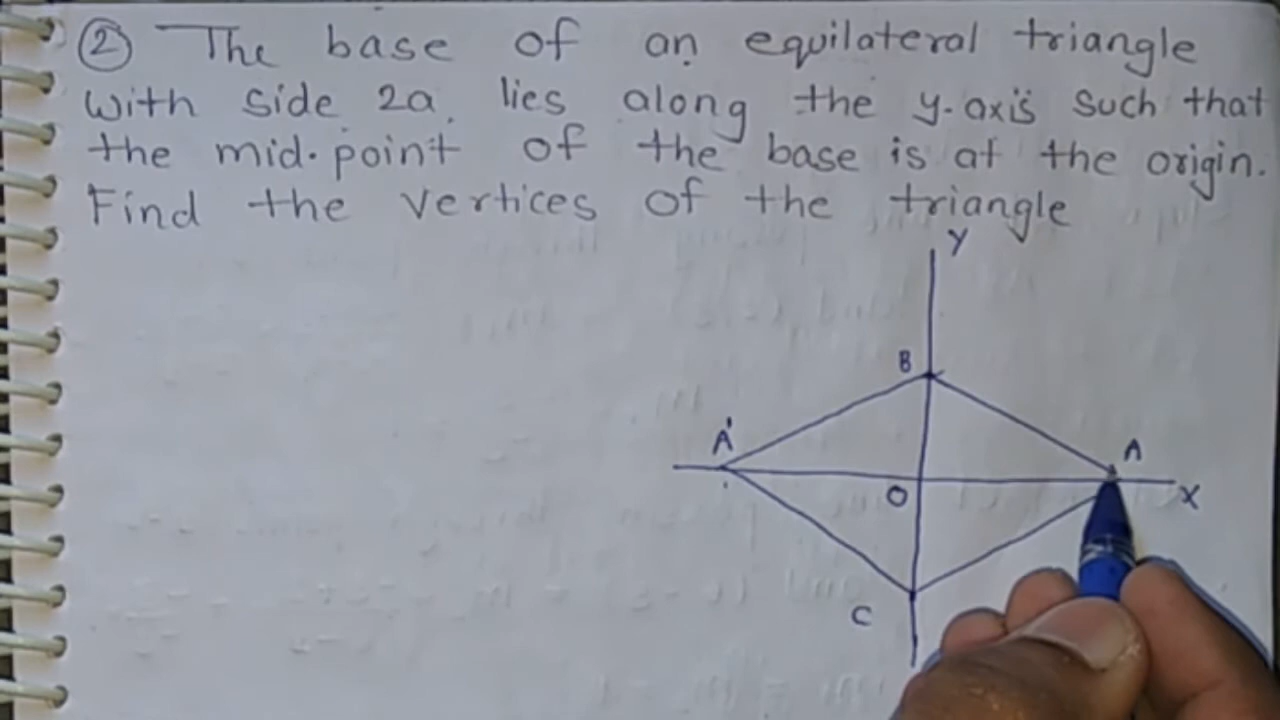 ② The base of an equilateral triangle
with side 2a lies along the y-axis such that
the mid-point of the base is at the origin.
Find the vertices of the triangle
Y
B
A'
A
O
X
C